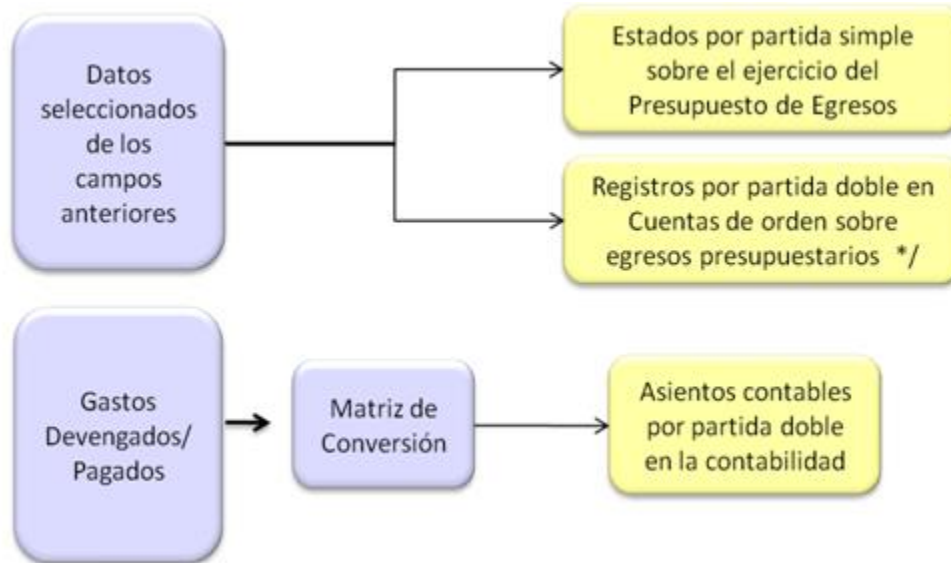 Datos
seleccionados
de los
campos
anteriores
Estados por partida simple
sobre el ejercicio del
Presupuesto de Egresos
Registros por partida doble en
Cuentas de orden sobre
egresos presupuestarios */
Gastos
Devengados/
Pagados
Matriz de
Conversión
Asientos contables
por partida doble
en la contabilidad